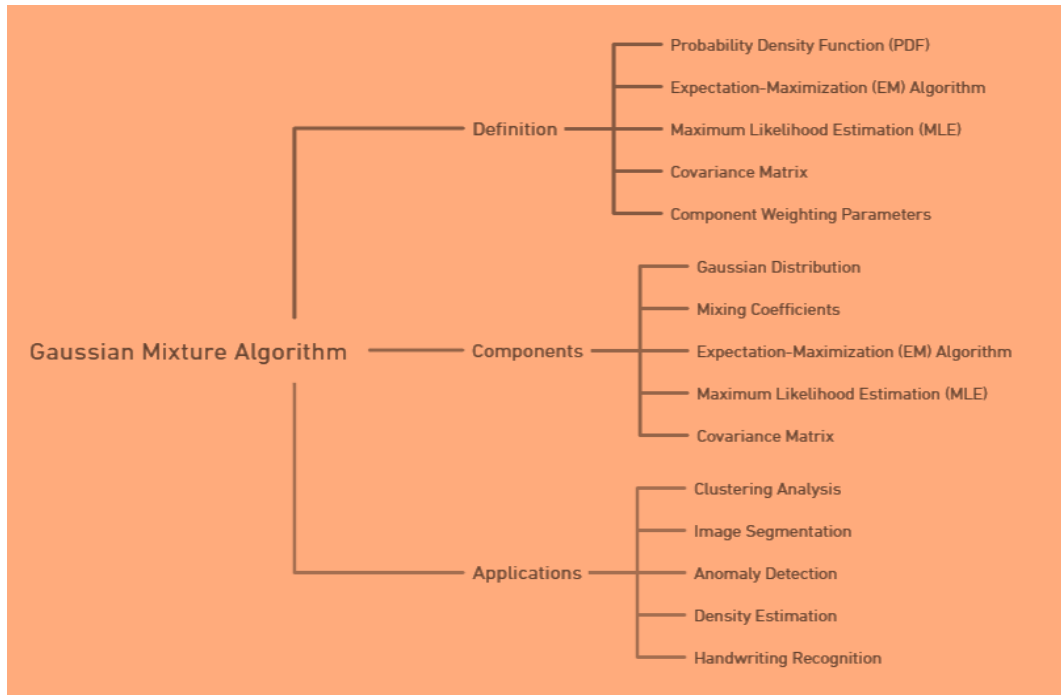 Gaussian Mixture Algorithm
Definition
Probability Density Function (PDF)
Expectation-Maximization (EM) Algorithm
Maximum Likelihood Estimation (MLE)
Covariance Matrix
Component Weighting Parameters
Components
Gaussian Distribution
Mixing Coefficients
Expectation-Maximization (EM) Algorithm
Maximum Likelihood Estimation (MLE)
Covariance Matrix
Applications
Clustering Analysis
Image Segmentation
Anomaly Detection
Density Estimation
Handwriting Recognition